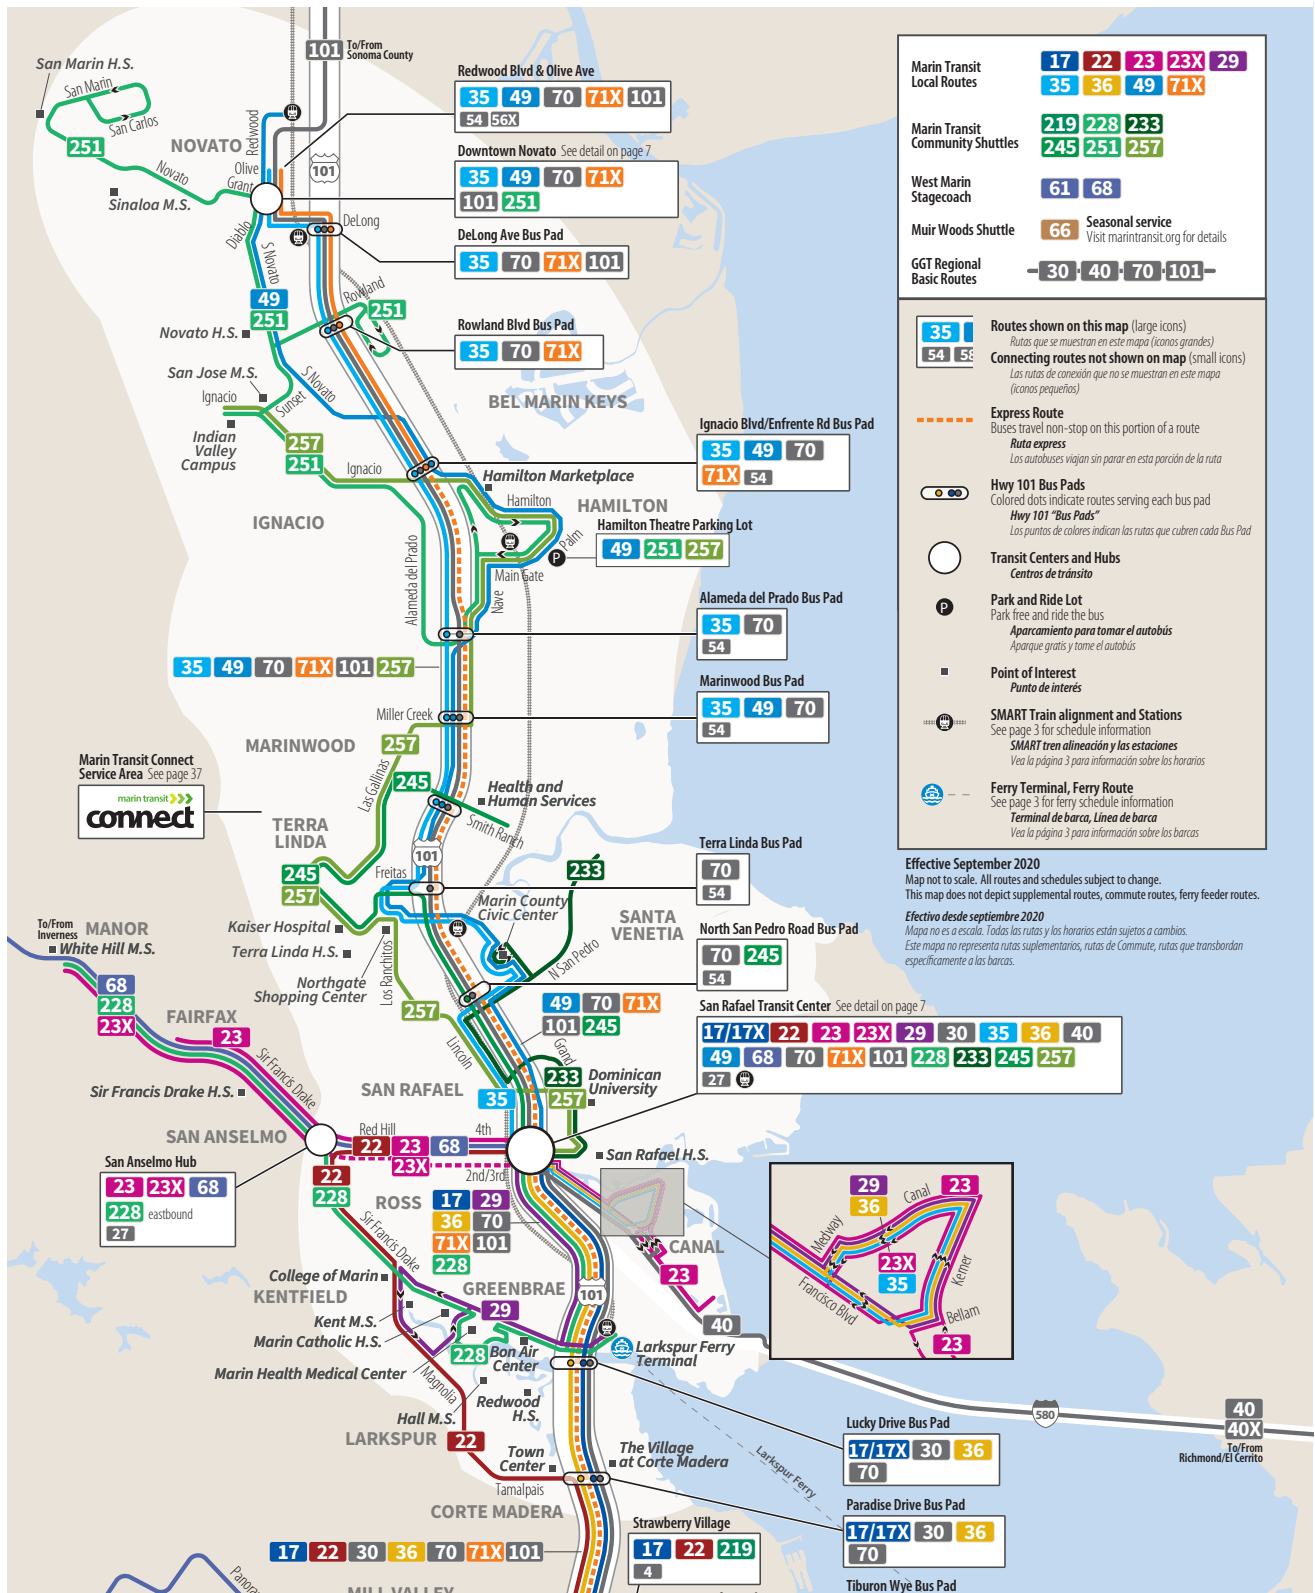 101 To/From
Sonoma County
San Marin H.S.
San Marin
San Carlos
251
NOVATO
Redwood
Olive
Grant
Novato
Sinaloa M.S.
101
Diablo
S Novato
DeLong
49
251
Rowland
251
Novato H.S.
San Jose M.S.
Ignacio
Sunset
S Novato
Indian
Valley
Campus
257
251
Ignacio
IGNACIO
BEL MARIN KEYS
Redwood Blvd & Olive Ave
35 49 70 71X 101
54 56X
Downtown Novato See detail on page 7
35 49 70 71X
101 251
DeLong Ave Bus Pad
35 70 71X 101
Rowland Blvd Bus Pad
35 70 71X
Ignacio Blvd/Enfrente Rd Bus Pad
35 49 70
71X 54
Hamilton Marketplace
Hamilton
HAMILTON
Hamilton Theatre Parking Lot
49 251 257
Palm
P
Main Gate
Nave
Alameda del Prado
Alameda del Prado Bus Pad
35 70
54
35 49 70 71X 101 257
Marinwood Bus Pad
35 49 70
54
Miller Creek
MARINWOOD
257
Las Gallinas
245
Health and
Human Services
Smith Ranch
Marin Transit Connect
Service Area See page 37
marin transit
connect
TERRA
LINDA
101
245
257
Freitas
Terra Linda Bus Pad
70
54
233
Marin County
Civic Center
SANTA
VENETIA
N San Pedro
North San Pedro Road Bus Pad
70 245
54
Kaiser Hospital
Terra Linda H.S.
Northgate
Shopping Center
Los Ranchitos
257
Lincoln
49 70 71X
101 245
Grand
To/From
Inverness
MANOR
White Hill M.S.
68
228
23X
FAIRFAX
23
Sir Francis Drake
Sir Francis Drake H.S.
SAN RAFAEL
35
233
257
Dominican
University
San Rafael Transit Center See detail on page 7
17/17X 22 23 23X 29 30 35 36 40
49 68 70 71X 101 228 233 245 257
27
SAN ANSELMO
Red Hill
4th
22 23 68
23X
2nd/3rd
San Rafael H.S.
San Anselmo Hub
23 23X 68
228 eastbound
27
22
228
ROSS
17 29
36 70
71X 101
228
Sir Francis Drake
CANAL
23
40
101
College of Marin
KENTFIELD
GREENBRAE
29
Kent M.S.
Marin Catholic H.S.
228
Bon Air
Center
Larkspur Ferry
Terminal
Marin Health Medical Center
Magnolia
Redwood
H.S.
Hall M.S.
LARKSPUR
22
Town
Center
The Village
at Corte Madera
Tamalpais
Larkspur Ferry
CORTE MADERA
17 22 30 36 70 71X 101
Strawberry Village
17 22 219
4
Panora
MILL VALLEY
29
36
Canal
23
Medway
23X
35
Kerner
Francisco Blvd
Bellam
23
580
40
40X
To/From
Richmond/El Cerrito
Lucky Drive Bus Pad
17/17X 30 36
70
Paradise Drive Bus Pad
17/17X 30 36
70
Tiburon Wye Bus Pad
Marin Transit
Local Routes
17 22 23 23X 29
35 36 49 71X
Marin Transit
Community Shuttles
219 228 233
245 251 257
West Marin
Stagecoach
61 68
Muir Woods Shuttle
66 Seasonal service
Visit marintransit.org for details
GGT Regional
Basic Routes
30 40 70 101
35
54 58
Routes shown on this map (large icons)
Rutas que se muestran en este mapa (iconos grandes)
Connecting routes not shown on map (small icons)
Las rutas de conexión que no se muestran en este mapa
(iconos pequeños)
Express Route
Buses travel non-stop on this portion of a route
Ruta express
Los autobuses viajan sin parar en esta porción de la ruta
Hwy 101 Bus Pads
Colored dots indicate routes serving each bus pad
Hwy 101 “Bus Pads”
Los puntos de colores indican las rutas que cubren cada Bus Pad
Transit Centers and Hubs
Centros de tránsito
P
Park and Ride Lot
Park free and ride the bus
Aparcamiento para tomar el autobús
Aparque gratis y tome el autobús
Point of Interest
Punto de interés
SMART Train alignment and Stations
See page 3 for schedule information
SMART tren alineación y las estaciones
Vea la página 3 para información sobre los horarios
Ferry Terminal, Ferry Route
See page 3 for ferry schedule information
Terminal de barca, Línea de barca
Vea la página 3 para información sobre las barcas
Effective September 2020
Map not to scale. All routes and schedules subject to change.
This map does not depict supplemental routes, commute routes, ferry feeder routes.
Efectivo desde septiembre 2020
Mapa no es a escala. Todas las rutas y los horarios están sujetos a cambios.
Este mapa no representa rutas suplementarios, rutas de Commute, rutas que transbordan
específicamente a las barcas.